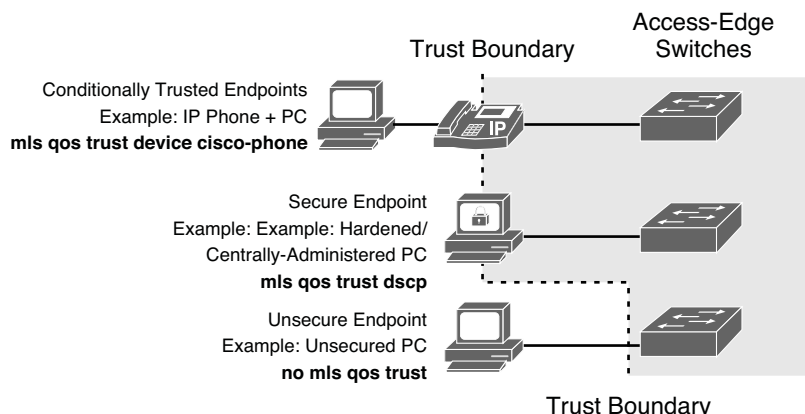 Access-Edge
Switches
Trust Boundary
Conditionally Trusted Endpoints
Example: IP Phone + PC
mls qos trust device cisco-phone
IP
Secure Endpoint
Example: Example: Hardened/
Centrally-Administered PC
mls qos trust dscp
Unsecure Endpoint
Example: Unsecured PC
no mls qos trust
Trust Boundary